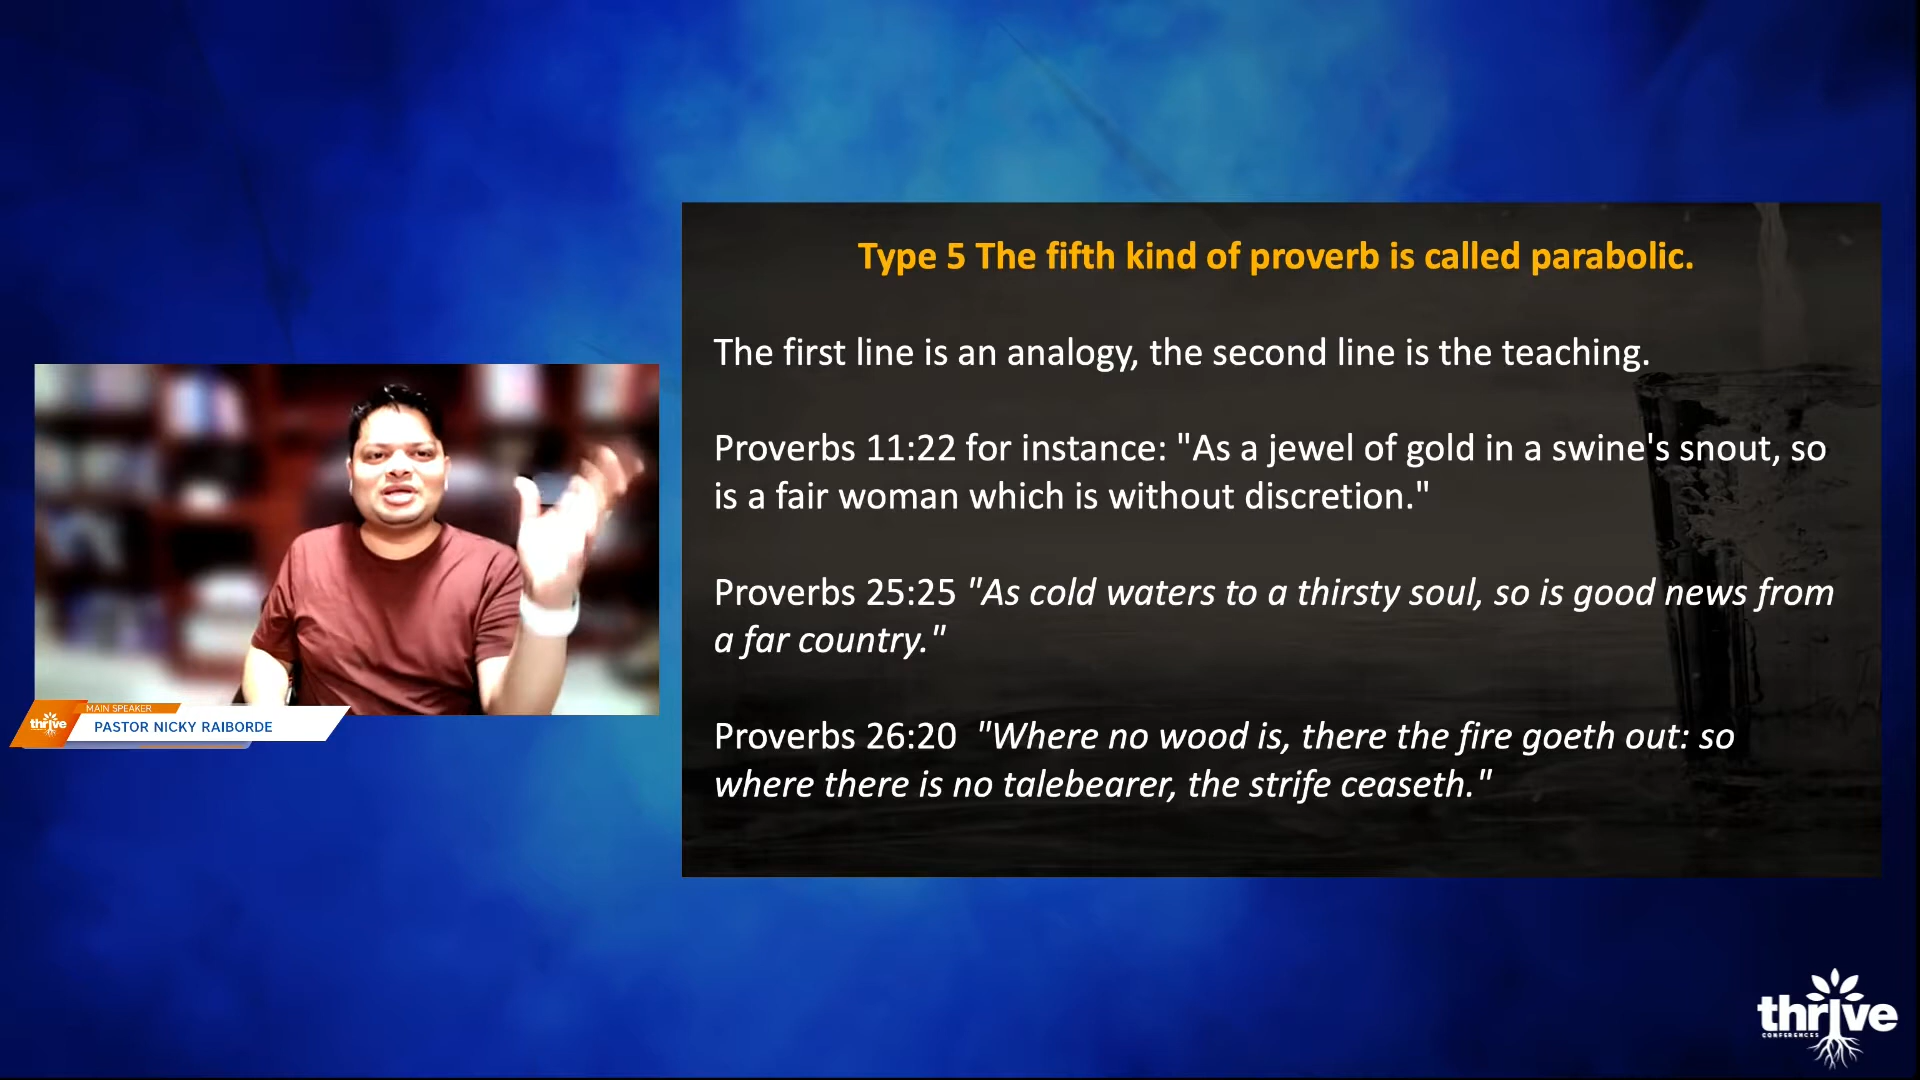 Type 5 The fifth kind of proverb is called parabolic.
The first line is an analogy, the second line is the teaching.
Proverbs 11:22 for instance: "As a jewel of gold in a swine's snout, so
is a fair woman which is without discretion."
Proverbs 25:25 "As cold waters to a thirsty soul, so is good news from
a far country."
Proverbs 26:20  "Where no wood is, there the fire goeth out: so
where there is no talebearer, the strife ceaseth."
MAIN SPEAKER
thrive
PASTOR NICKY RAIBORDE
thrive
CONFERENCES